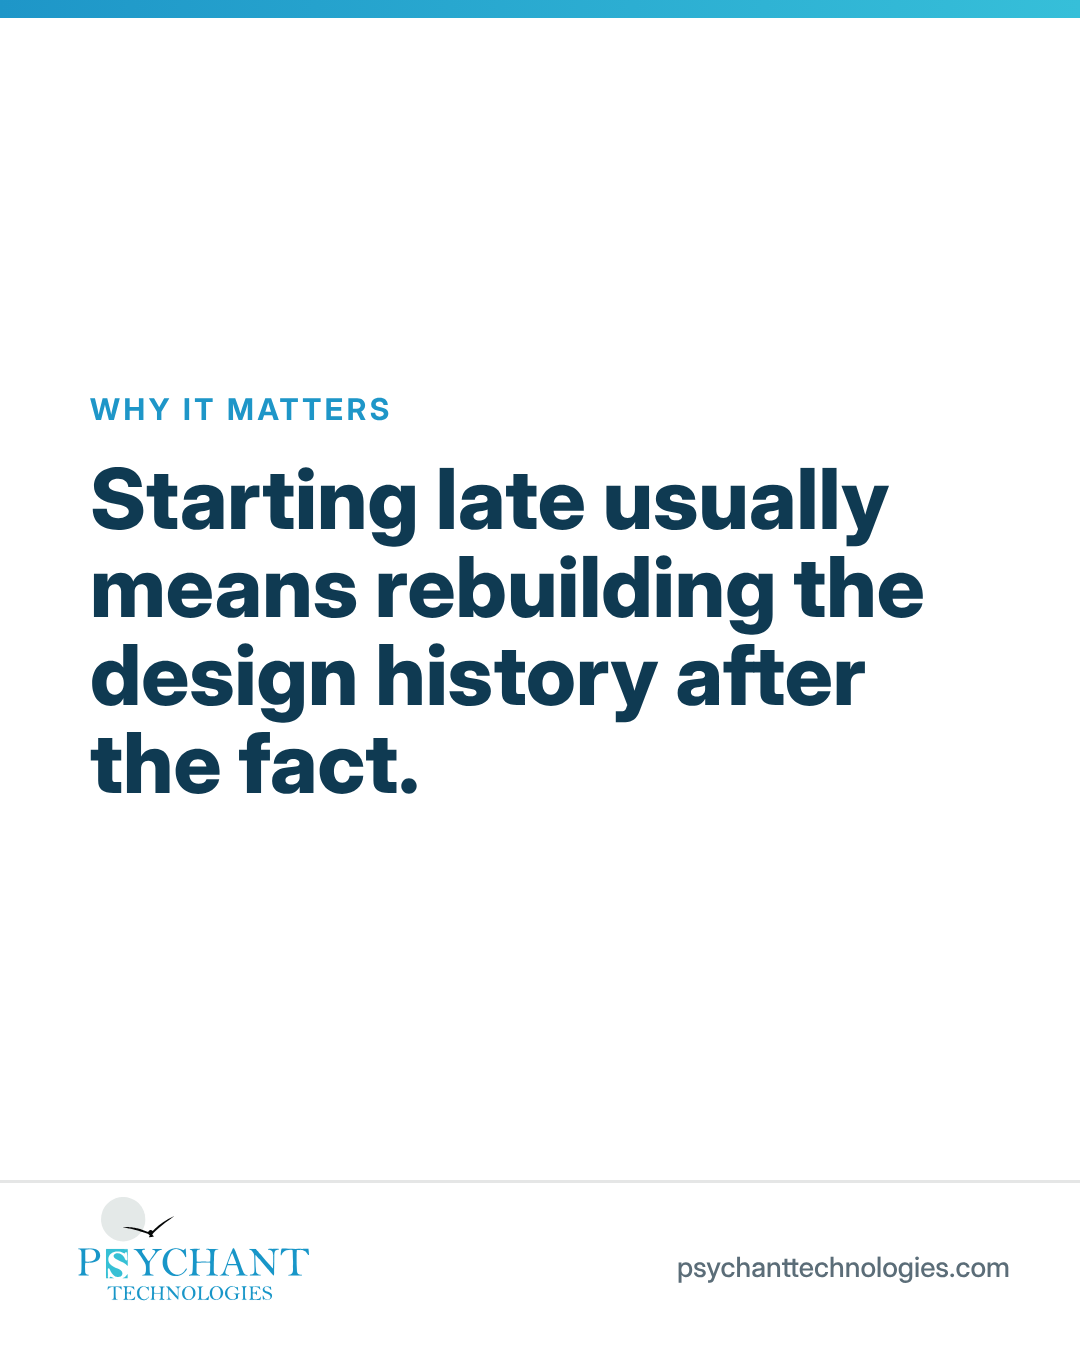 WHY IT MATTERS
Starting late usually
means rebuilding the
design history after
the fact.
PSYCHANT
TECHNOLOGIES
psychanttechnologies.com